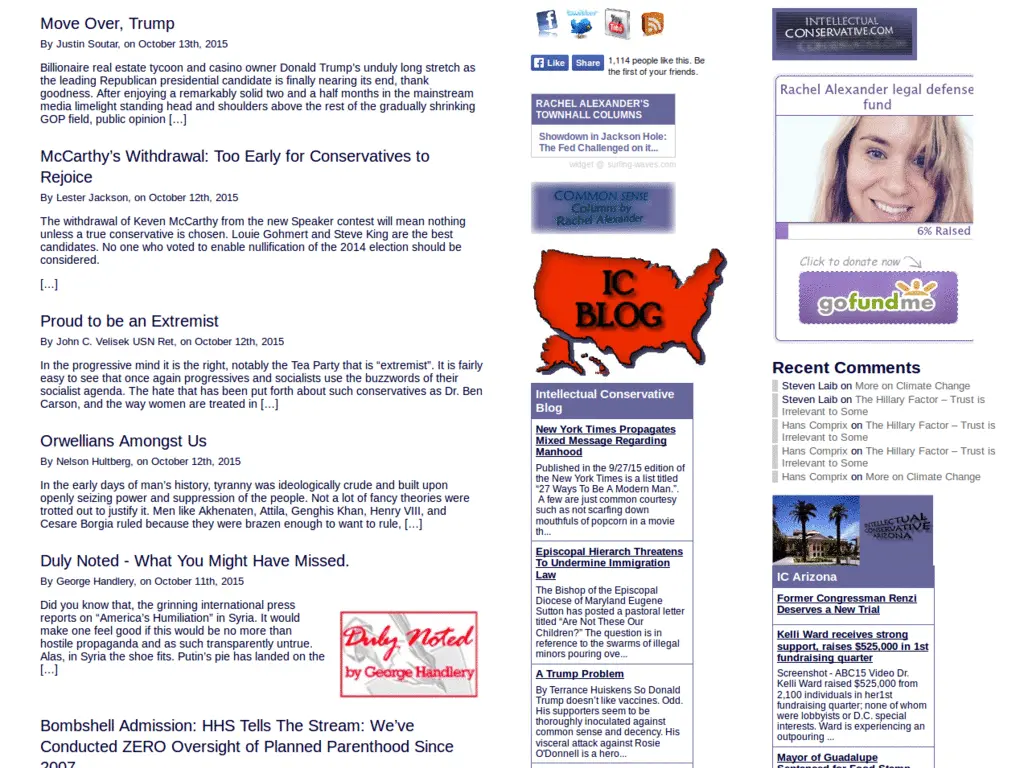 Move Over, Trump
By Justin Soutar, on October 13th, 2015
Billionaire real estate tycoon and casino owner Donald Trump’s unduly long stretch as
the leading Republican presidential candidate is finally nearing its end, thank
goodness. After enjoying a remarkably solid two and a half months in the mainstream
media limelight standing head and shoulders above the rest of the gradually shrinking
GOP field, public opinion […]
McCarthy’s Withdrawal: Too Early for Conservatives to
Rejoice
By Lester Jackson, on October 12th, 2015
The withdrawal of Keven McCarthy from the new Speaker contest will mean nothing
unless a true conservative is chosen. Louie Gohmert and Steve King are the best
candidates. No one who voted to enable nullification of the 2014 election should be
considered.
[…]
Proud to be an Extremist
By John C. Velisek USN Ret, on October 12th, 2015
In the progressive mind it is the right, notably the Tea Party that is “extremist”. It is fairly
easy to see that once again progressives and socialists use the buzzwords of their
socialist agenda. The hate that has been put forth about such conservatives as Dr. Ben
Carson, and the way women are treated in […]
Orwellians Amongst Us
By Nelson Hultberg, on October 12th, 2015
In the early days of man’s history, tyranny was ideologically crude and built upon
openly seizing power and suppression of the people. Not a lot of fancy theories were
trotted out to justify it. Men like Akhenaten, Attila, Genghis Khan, Henry VIII, and
Cesare Borgia ruled because they were brazen enough to want to rule, […]
Duly Noted - What You Might Have Missed.
By George Handlery, on October 11th, 2015
Did you know that, the grinning international press
reports on “America’s Humiliation” in Syria. It would
make one feel good if this would be no more than
hostile propaganda and as such transparently untrue.
Alas, in Syria the shoe fits. Putin’s pie has landed on the
[…]
Duly Noted
by George Handlery
Bombshell Admission: HHS Tells The Stream: We’ve
Conducted ZERO Oversight of Planned Parenthood Since
2007
twitter
You
Tube
Like
Share
1,114 people like this. Be
the first of your friends.
RACHEL ALEXANDER'S
TOWNHALL COLUMNS
Showdown in Jackson Hole:
The Fed Challenged on it...
widget @ surfing-waves.com
COMMON SENSE
Columns by
Rachel Alexander
IC
BLOG
Intellectual Conservative
Blog
New York Times Propagates
Mixed Message Regarding
Manhood
Published in the 9/27/15 edition of
the New York Times is a list titled
“27 Ways To Be A Modern Man.”.
A few are just common courtesy
such as not scarfing down
mouthfuls of popcorn in a movie
th...
Episcopal Hierarch Threatens
To Undermine Immigration
Law
The Bishop of the Episcopal
Diocese of Maryland Eugene
Sutton has posted a pastoral letter
titled “Are Not These Our
Children?” The question is in
reference to the swarms of illegal
minors pouring ove...
A Trump Problem
By Terrance Huiskens So Donald
Trump doesn’t like vaccines. Odd.
His supporters seem to be
thoroughly inoculated against
common sense and decency. His
visceral attack against Rosie
O'Donnell is a hero...
INTELLECTUAL
CONSERVATIVE.COM
Rachel Alexander legal defense
fund
6% Raised
Click to donate now
gofundme
Recent Comments
Steven Laib on More on Climate Change
Steven Laib on The Hillary Factor – Trust is
Irrelevant to Some
Hans Comprix on The Hillary Factor – Trust is
Irrelevant to Some
Hans Comprix on The Hillary Factor – Trust is
Irrelevant to Some
Hans Comprix on More on Climate Change
INTELLECTUAL
CONSERVATIVE
ARIZONA
IC Arizona
Former Congressman Renzi
Deserves a New Trial
Kelli Ward receives strong
support, raises $525,000 in 1st
fundraising quarter
Screenshot - ABC15 Video Dr.
Kelli Ward raised $525,000 from
2,100 individuals in her1st
fundraising quarter; none of whom
were lobbyists or D.C. special
interests. Ward is experiencing an
outpouring ...
Mayor of Guadalupe
Sentenced for Food Stamp